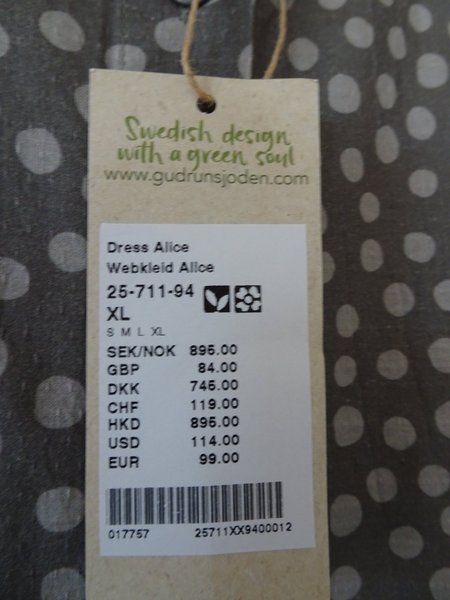 Swedish design
with a green soul
www.gudrunsjoden.com
Dress Alice
Webkleid Alice
25-711-94
XL
S M L XL
SEK/NOK 895.00
GBP 84.00
DKK 745.00
CHF 119.00
HKD 895.00
USD 114.00
EUR 99.00
017757 25711XX9400012